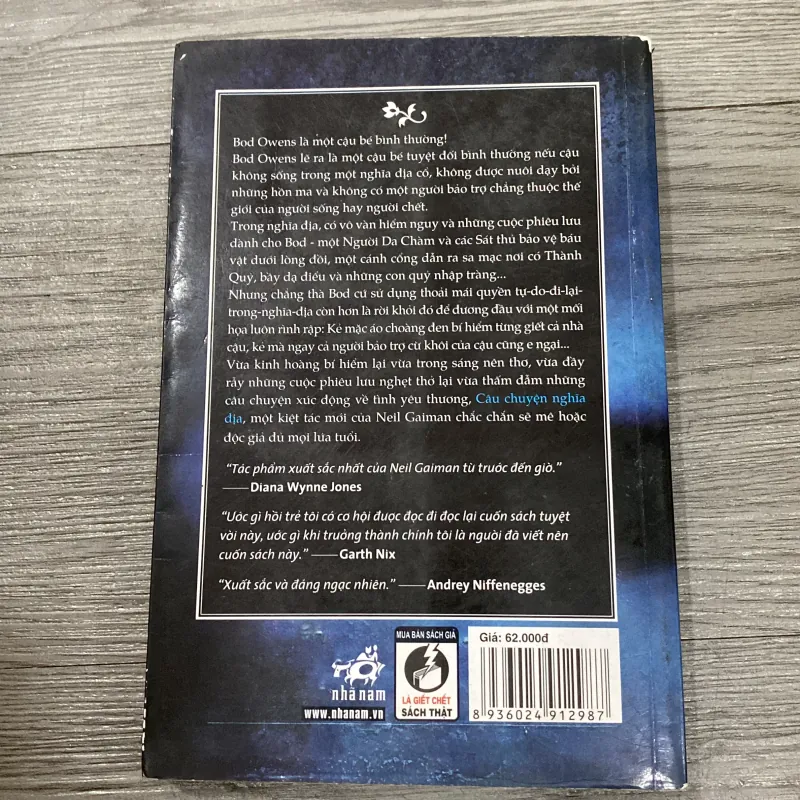 Bod Owens là một cậu bé bình thường!
Bod Owens lẽ ra là một cậu bé tuyệt đối bình thường nếu cậu
không sống trong một nghĩa địa cổ, không được nuôi dạy bởi
những hồn ma và không có một người bảo trợ chẳng thuộc thế
giới của người sống hay người chết.
Trong nghĩa địa, có vô vàn hiểm nguy và những cuộc phiêu lưu
dành cho Bod - một Người Da Chàm và các Sát thủ bảo vệ báu
vật dưới lòng đồi, một cánh cổng dẫn ra sa mạc nơi có Thành
Quỷ, bầy dạ điểu và những con quỷ nhập tràng...
Nhưng chẳng thà Bod cứ sử dụng thoải mái quyền tự-do-đi-lại-
trong-nghĩa-địa còn hơn là rời khỏi đó để đương đầu với một mối
họa luôn rình rập: Kẻ mặc áo choàng đen bí hiểm từng giết cả nhà
cậu, kẻ mà ngay cả người bảo trợ cừ khôi của cậu cũng e ngại...
Vừa kinh hoàng bí hiểm lại vừa trong sáng nên thơ, vừa đầy
rẫy những cuộc phiêu lưu nghẹt thở lại vừa thấm đẫm những
câu chuyện xúc động về tình yêu thương, Câu chuyện nghĩa
địa, một kiệt tác mới của Neil Gaiman chắc chắn sẽ mê hoặc
độc giả đủ mọi lứa tuổi.
“Tác phẩm xuất sắc nhất của Neil Gaiman từ trước đến giờ.”
—— Diana Wynne Jones
“Ước gì hồi trẻ tôi có cơ hội được đọc đi đọc lại cuốn sách tuyệt
vời này, ước gì khi trưởng thành chính tôi là người đã viết nên
cuốn sách này.” —— Garth Nix
“Xuất sắc và đáng ngạc nhiên.” —— Andrey Niffenegges
nhã nam
www.nhanam.vn
MUA BÁN SÁCH GIẢ
LÀ GIẾT CHẾT
SÁCH THẬT
Giá: 62.000đ
8 936024 912987